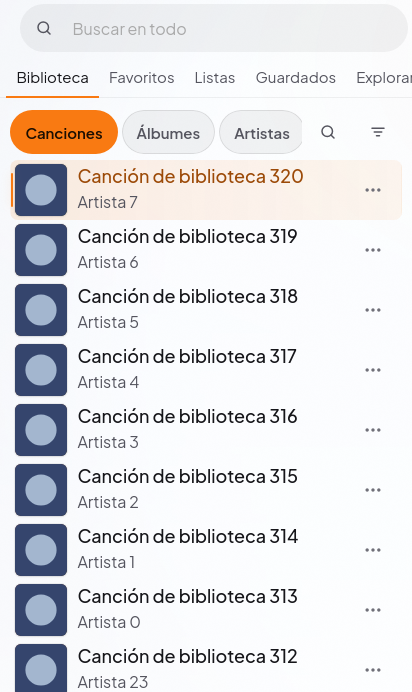 Buscar en todo
Biblioteca Favoritos Listas Guardados Explorar
Canciones Álbumes Artistas
Canción de biblioteca 320
Artista 7
Canción de biblioteca 319
Artista 6
Canción de biblioteca 318
Artista 5
Canción de biblioteca 317
Artista 4
Canción de biblioteca 316
Artista 3
Canción de biblioteca 315
Artista 2
Canción de biblioteca 314
Artista 1
Canción de biblioteca 313
Artista 0
Canción de biblioteca 312
Artista 23